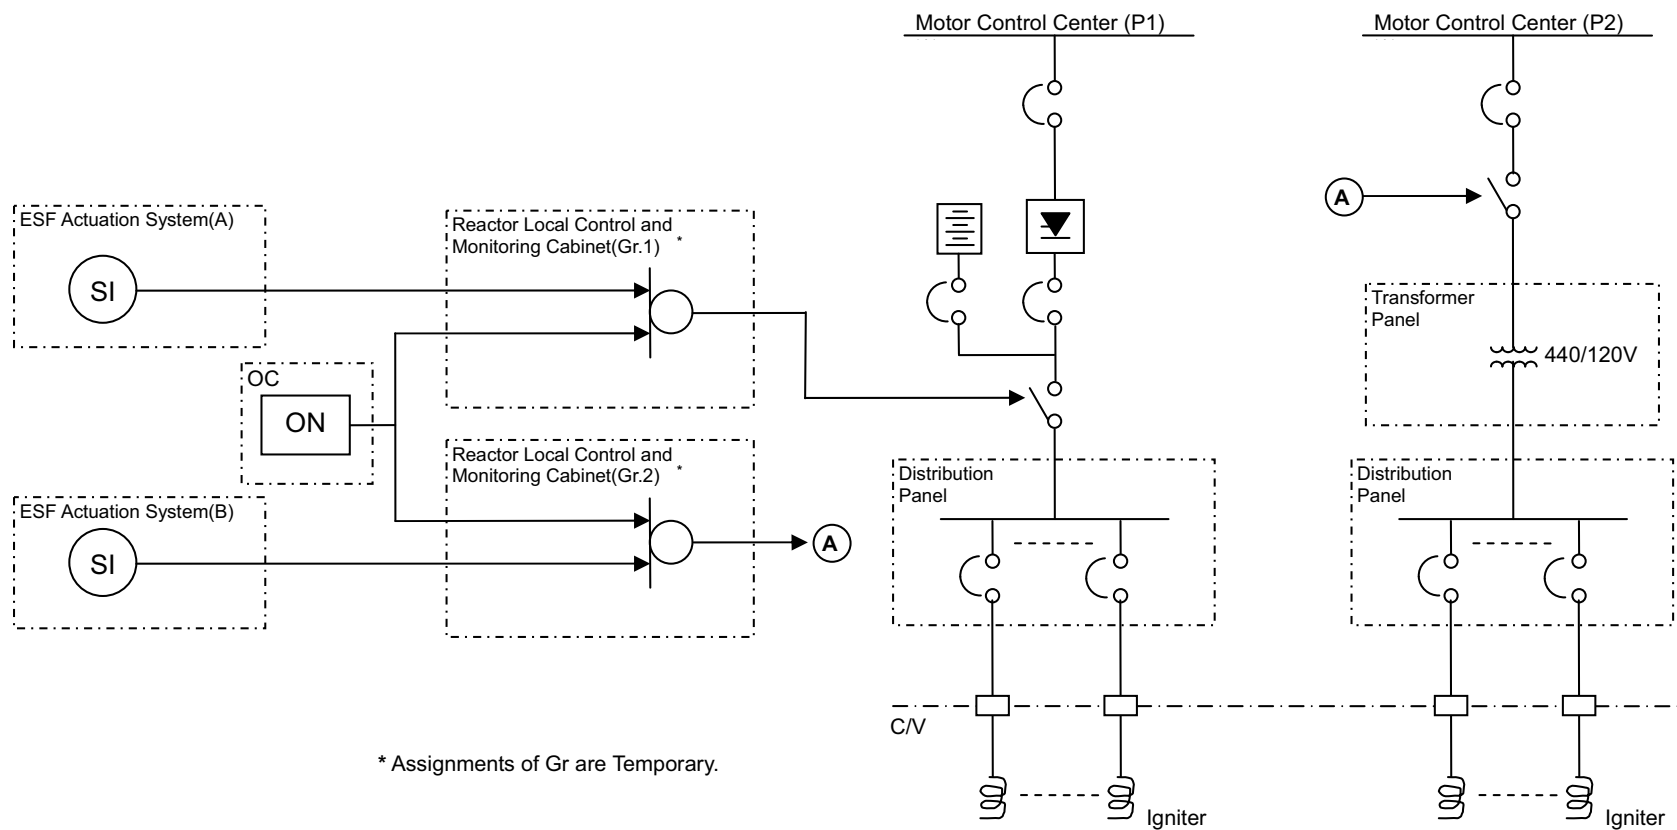 Motor Control Center (P1)
Motor Control Center (P2)
ESF Actuation System(A)
SI
Reactor Local Control and
Monitoring Cabinet(Gr.1) *
A
Transformer
Panel
440/120V
OC
ON
Reactor Local Control and
Monitoring Cabinet(Gr.2) *
ESF Actuation System(B)
SI
A
Distribution
Panel
Distribution
Panel
C/V
* Assignments of Gr are Temporary.
Igniter
Igniter